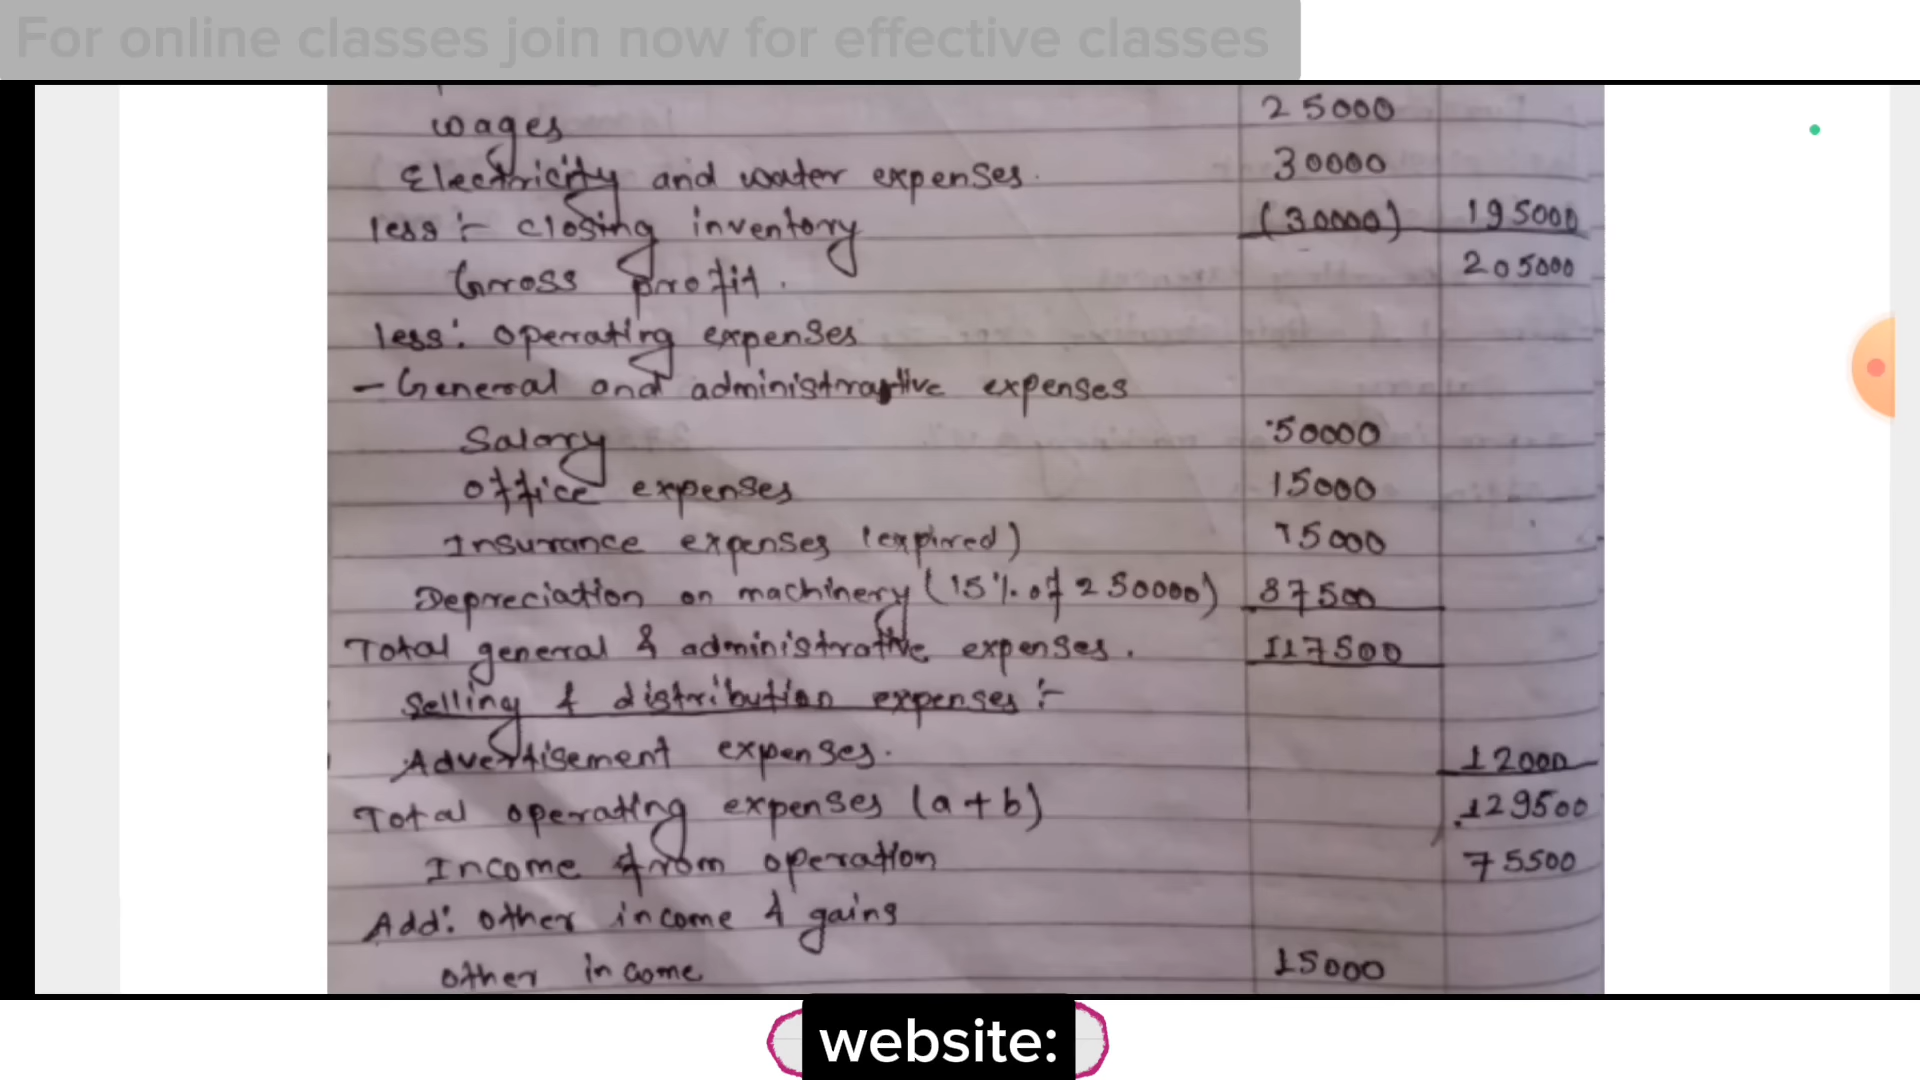 For online classes join now for effective classes
wages 25000
Electricity and water expenses. 30000
less :- closing inventory (30000) 195000
Gross profit. 205000
less: operating expenses
- General and administrative expenses
Salary 50000
office expenses 15000
Insurance expenses (expired) 15000
Depreciation on machinery (15% of 250000) 37500
Total general & administrative expenses. 117500
Selling & distribution expenses :-
Advertisement expenses. 12000
Total operating expenses (a+b) 129500
Income from operation 75500
Add: other income & gains
other income 15000
website: